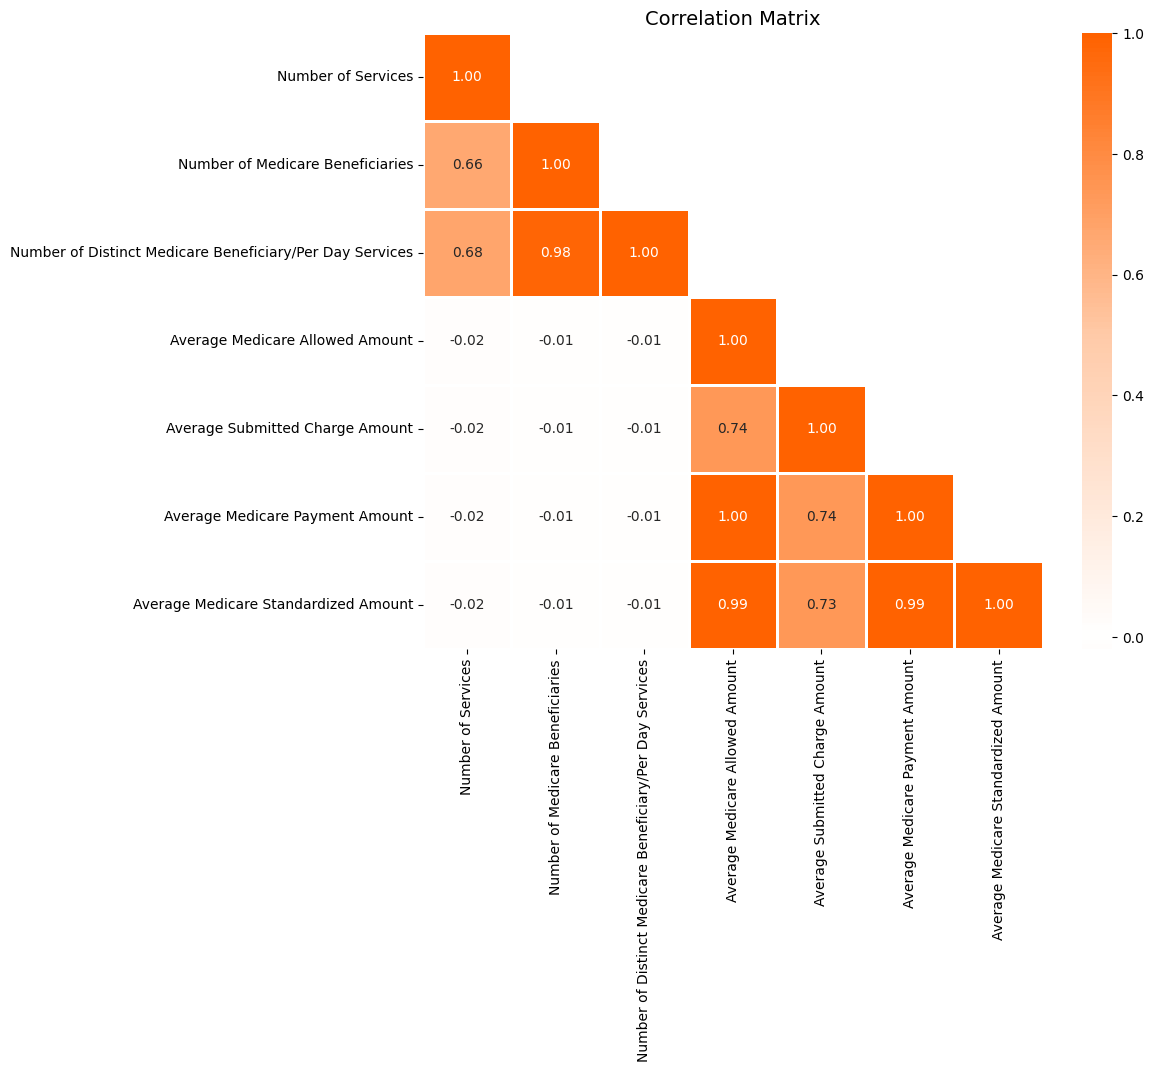 Correlation Matrix
Number of Services
1.00
Number of Medicare Beneficiaries
0.66 1.00
Number of Distinct Medicare Beneficiary/Per Day Services
0.68 0.98 1.00
Average Medicare Allowed Amount
-0.02 -0.01 -0.01 1.00
Average Submitted Charge Amount
-0.02 -0.01 -0.01 0.74 1.00
Average Medicare Payment Amount
-0.02 -0.01 -0.01 1.00 0.74 1.00
Average Medicare Standardized Amount
-0.02 -0.01 -0.01 0.99 0.73 0.99 1.00
Number of Services
Number of Medicare Beneficiaries
Number of Distinct Medicare Beneficiary/Per Day Services
Average Medicare Allowed Amount
Average Submitted Charge Amount
Average Medicare Payment Amount
Average Medicare Standardized Amount
1.0
0.8
0.6
0.4
0.2
0.0